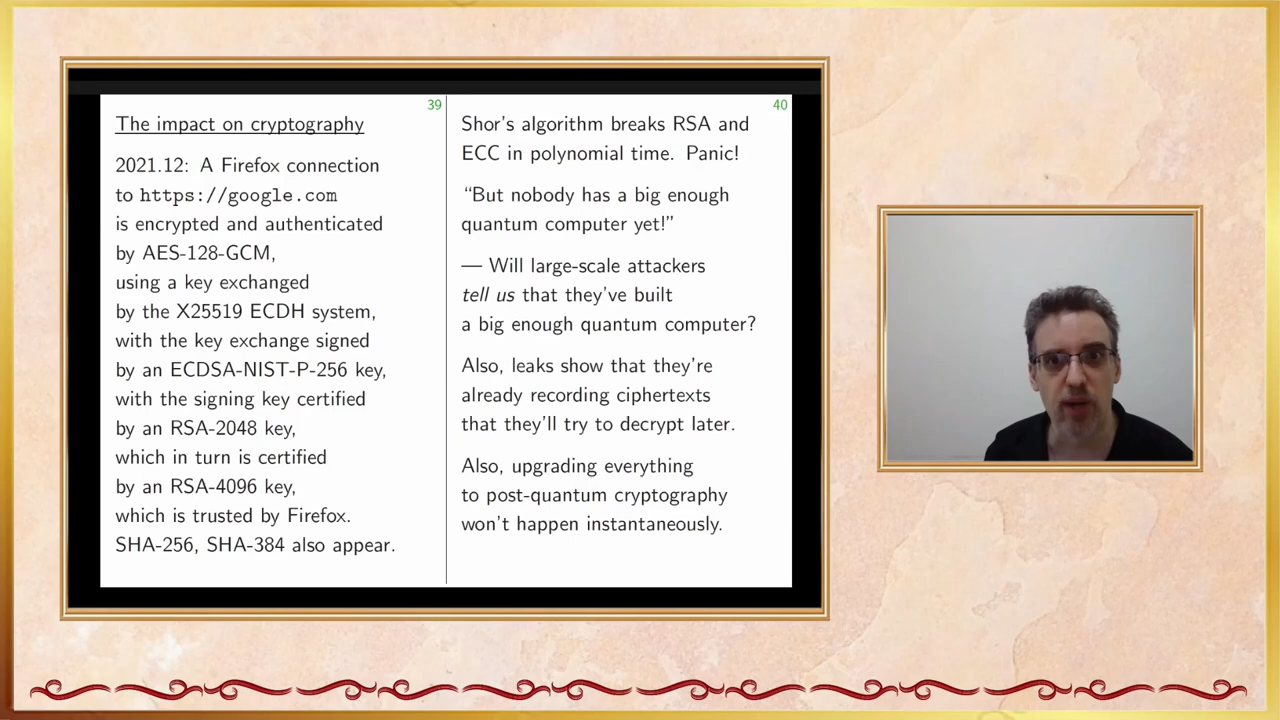 39
The impact on cryptography
2021.12: A Firefox connection
to https://google.com
is encrypted and authenticated
by AES-128-GCM,
using a key exchanged
by the X25519 ECDH system,
with the key exchange signed
by an ECDSA-NIST-P-256 key,
with the signing key certified
by an RSA-2048 key,
which in turn is certified
by an RSA-4096 key,
which is trusted by Firefox.
SHA-256, SHA-384 also appear.
40
Shor's algorithm breaks RSA and
ECC in polynomial time. Panic!
“But nobody has a big enough
quantum computer yet!”
— Will large-scale attackers
tell us that they've built
a big enough quantum computer?
Also, leaks show that they're
already recording ciphertexts
that they'll try to decrypt later.
Also, upgrading everything
to post-quantum cryptography
won't happen instantaneously.